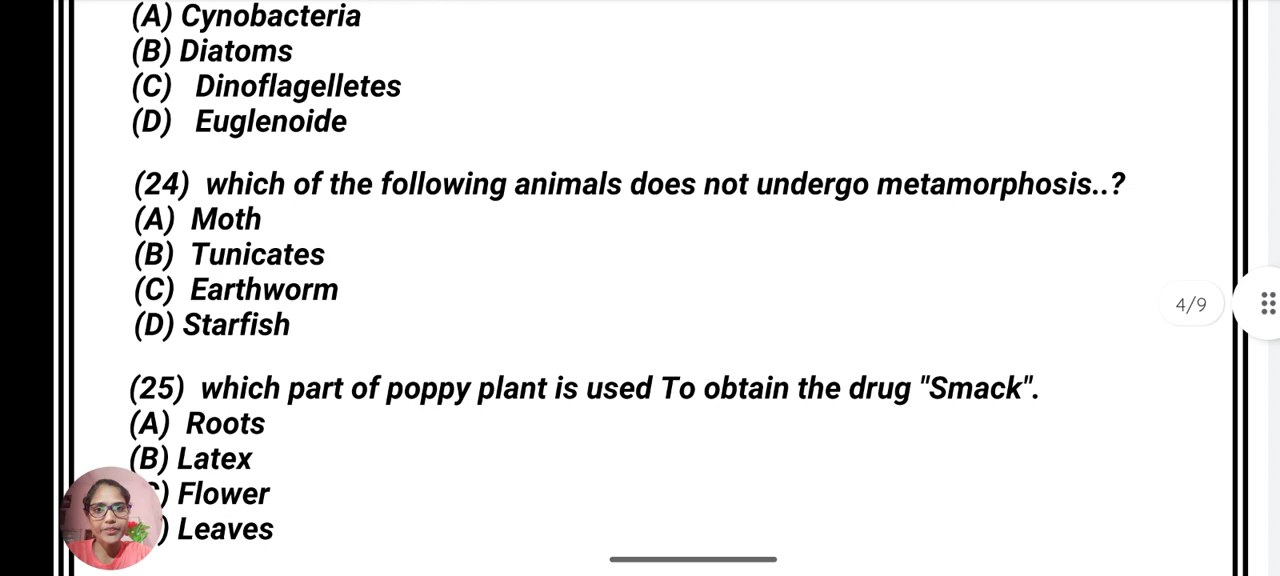 (A) Cynobacteria
(B) Diatoms
(C) Dinoflagelletes
(D) Euglenoide
(24) which of the following animals does not undergo metamorphosis..?
(A) Moth
(B) Tunicates
(C) Earthworm
(D) Starfish
4/9
(25) which part of poppy plant is used To obtain the drug "Smack".
(A) Roots
(B) Latex
) Flower
) Leaves